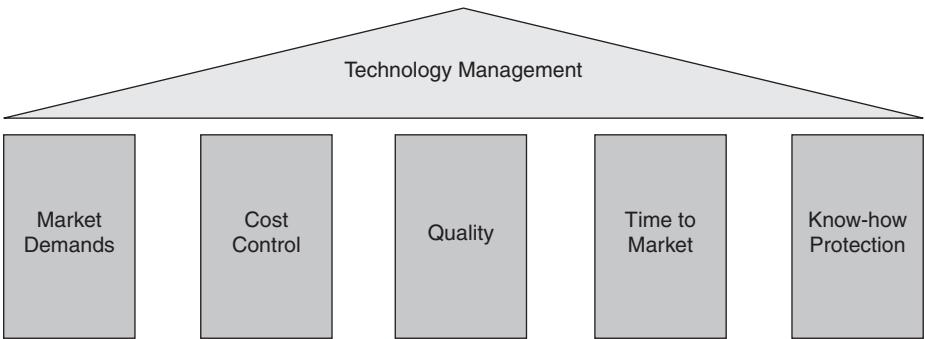 Technology Management
Market
Demands
Cost
Control
Quality
Time to
Market
Know-how
Protection